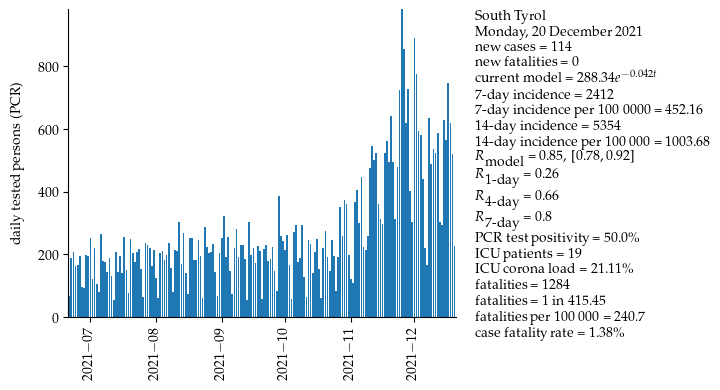 South Tyrol
Monday, 20 December 2021
new cases = 114
new fatalities = 0
current model = 288.34e^{−0.042t}
7-day incidence = 2412
7-day incidence per 100 0000 = 452.16
14-day incidence = 5354
14-day incidence per 100 000 = 1003.68
R_model = 0.85, [0.78, 0.92]
R_1-day = 0.26
R_4-day = 0.66
R_7-day = 0.8
PCR test positivity = 50.0%
ICU patients = 19
ICU corona load = 21.11%
fatalities = 1284
fatalities = 1 in 415.45
fatalities per 100 000 = 240.7
case fatality rate = 1.38%
daily tested persons (PCR)
800
600
400
200
0
2021−07
2021−08
2021−09
2021−10
2021−11
2021−12